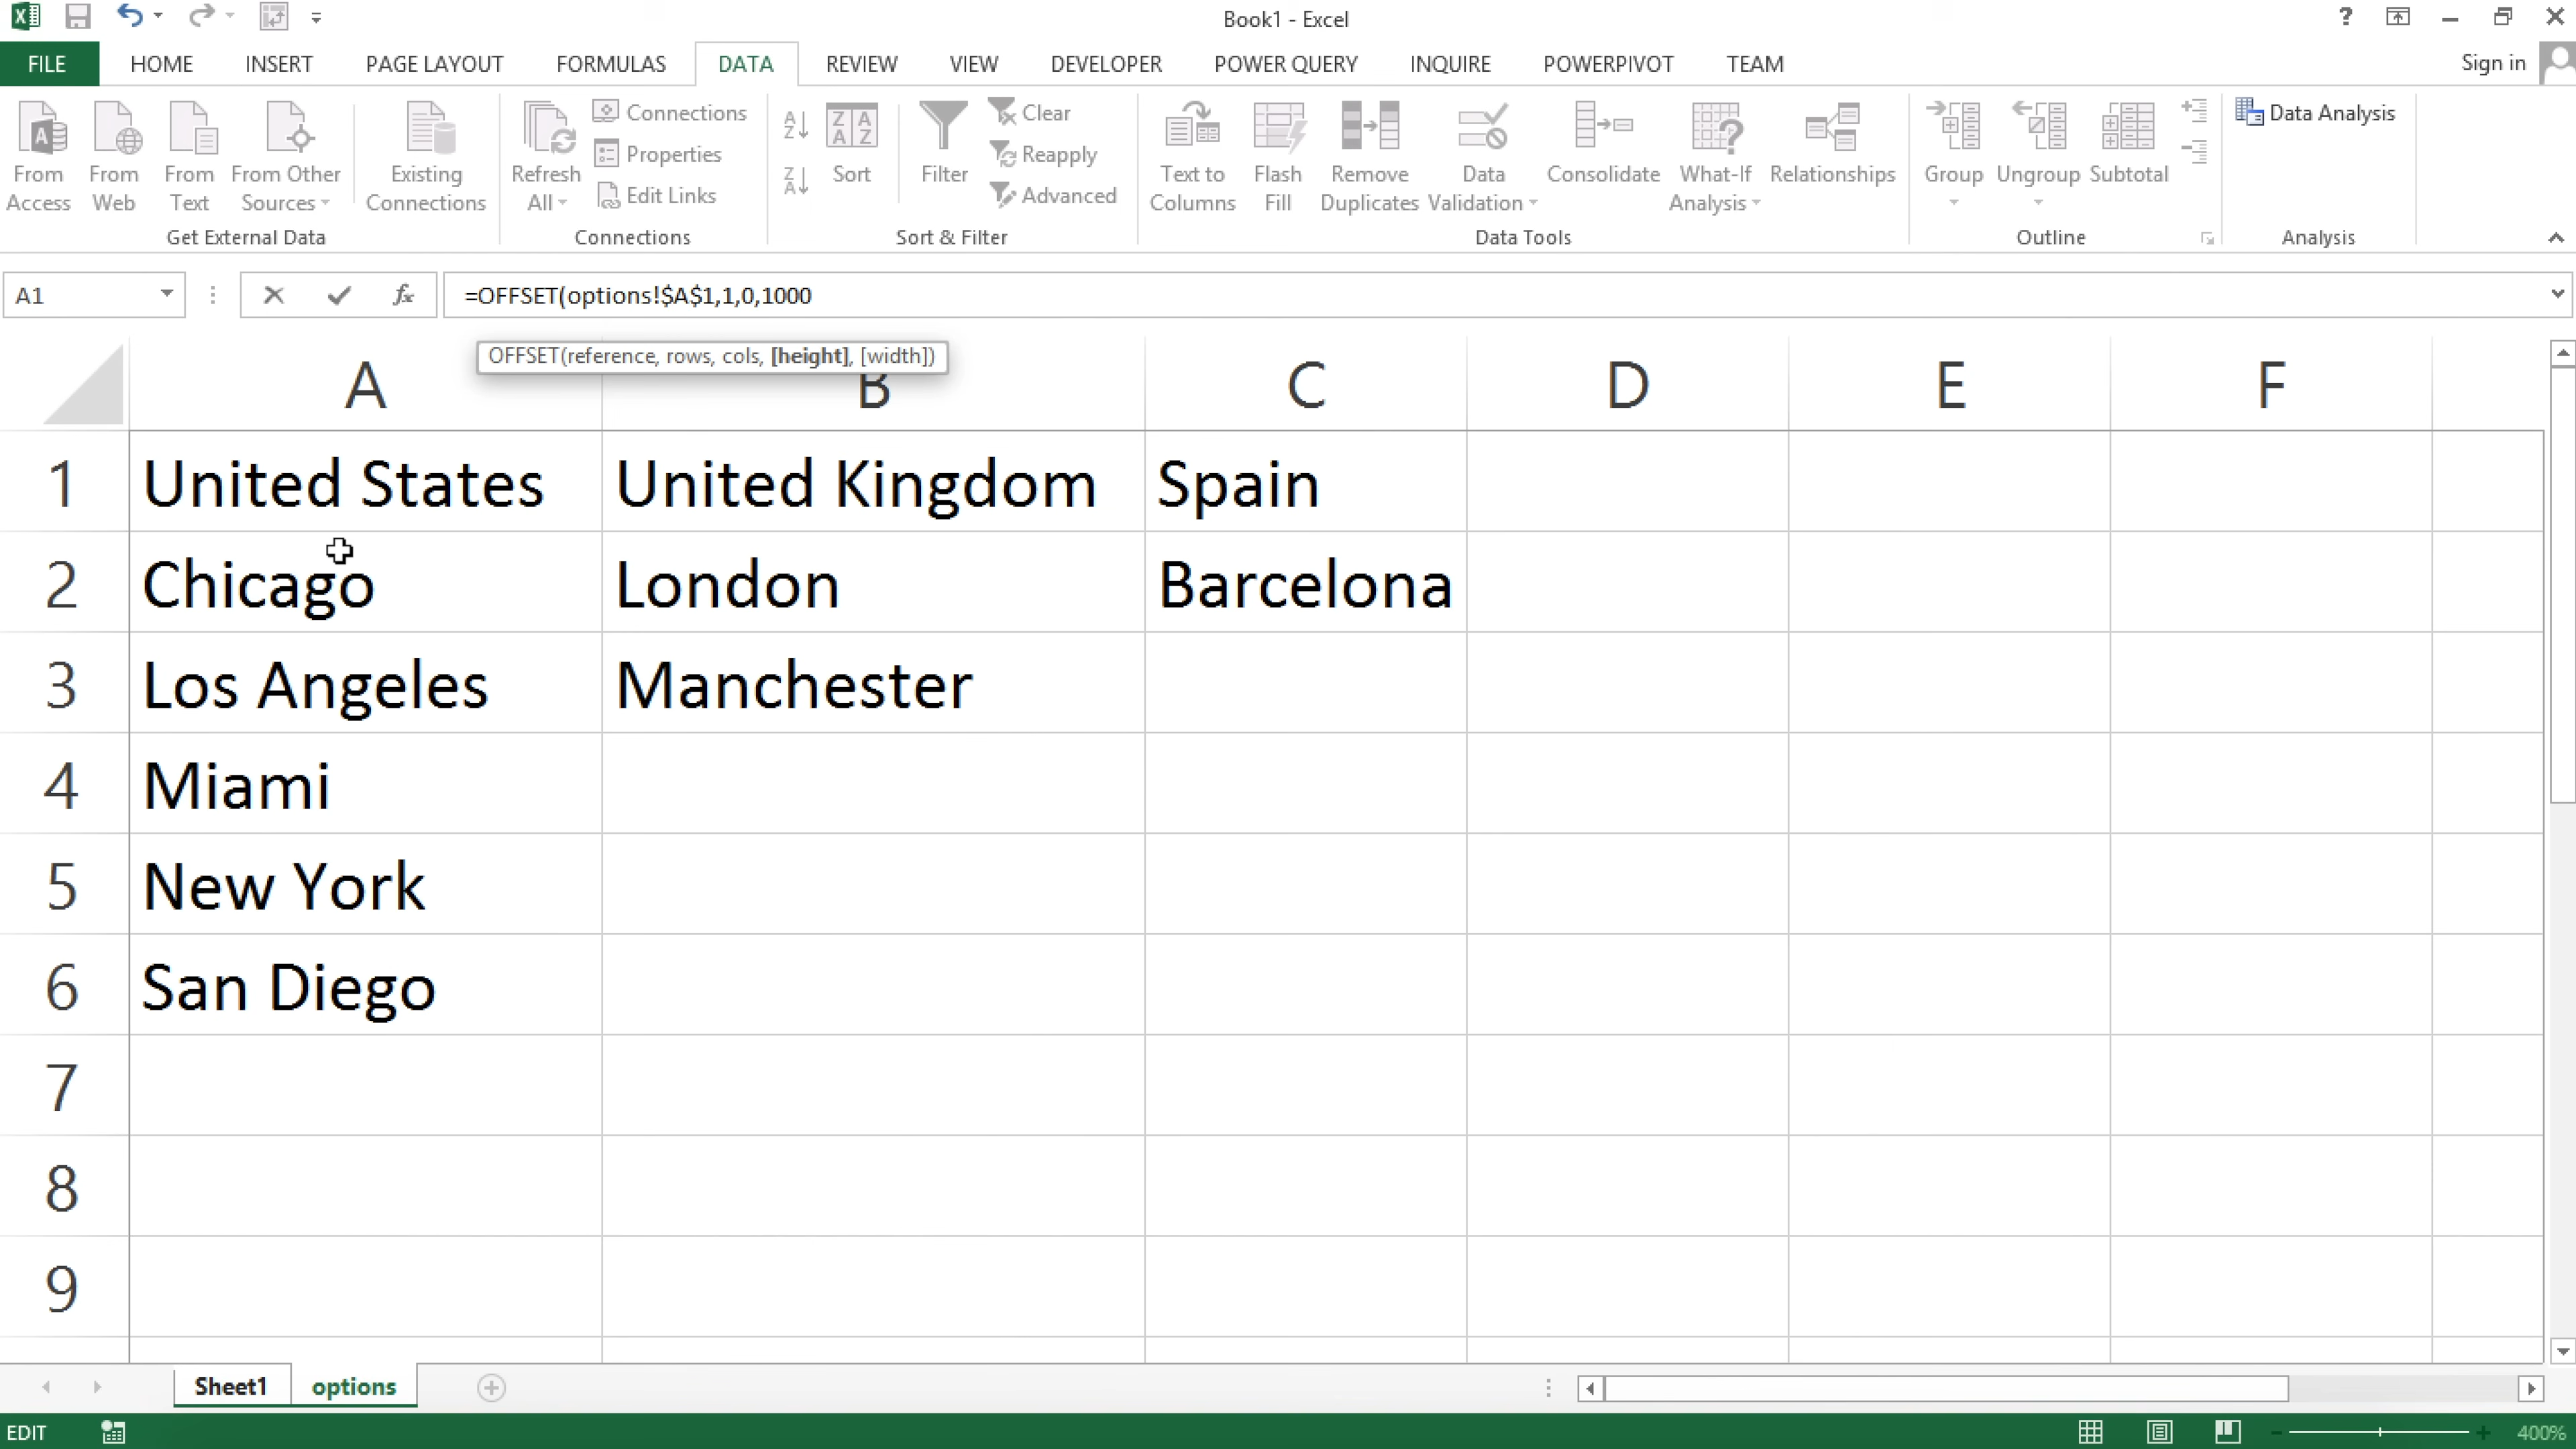 Book1 - Excel
FILE HOME INSERT PAGE LAYOUT FORMULAS DATA REVIEW VIEW DEVELOPER POWER QUERY INQUIRE POWERPIVOT TEAM Sign in
From Access
From Web
From Text
From Other Sources
Existing Connections
Get External Data
Refresh All
Connections
Properties
Edit Links
Connections
Sort
Filter
Clear
Reapply
Advanced
Sort & Filter
Text to Columns
Flash Fill
Remove Duplicates
Data Validation
Consolidate
What-If Analysis
Relationships
Data Tools
Group
Ungroup
Subtotal
Outline
Data Analysis
Analysis
A1 =OFFSET(options!$A$1,1,0,1000
OFFSET(reference, rows, cols, [height], [width])
A B C D E F
1 United States United Kingdom Spain
2 Chicago London Barcelona
3 Los Angeles Manchester
4 Miami
5 New York
6 San Diego
7
8
9
Sheet1 options
EDIT 400%